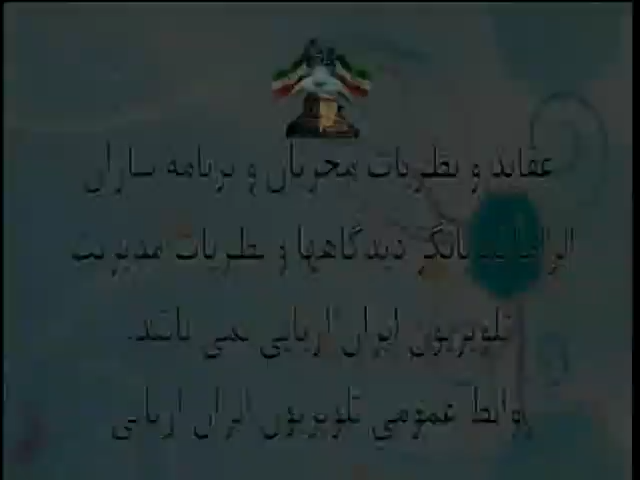 عقاید و نظریات مجریان و برنامه سازان
الزاما بیانگر دیدگاهها و نظریات مدیریت
تلویزیون ایران آریایی نمی باشد.
روابط عمومی تلویزیون ایران آریایی